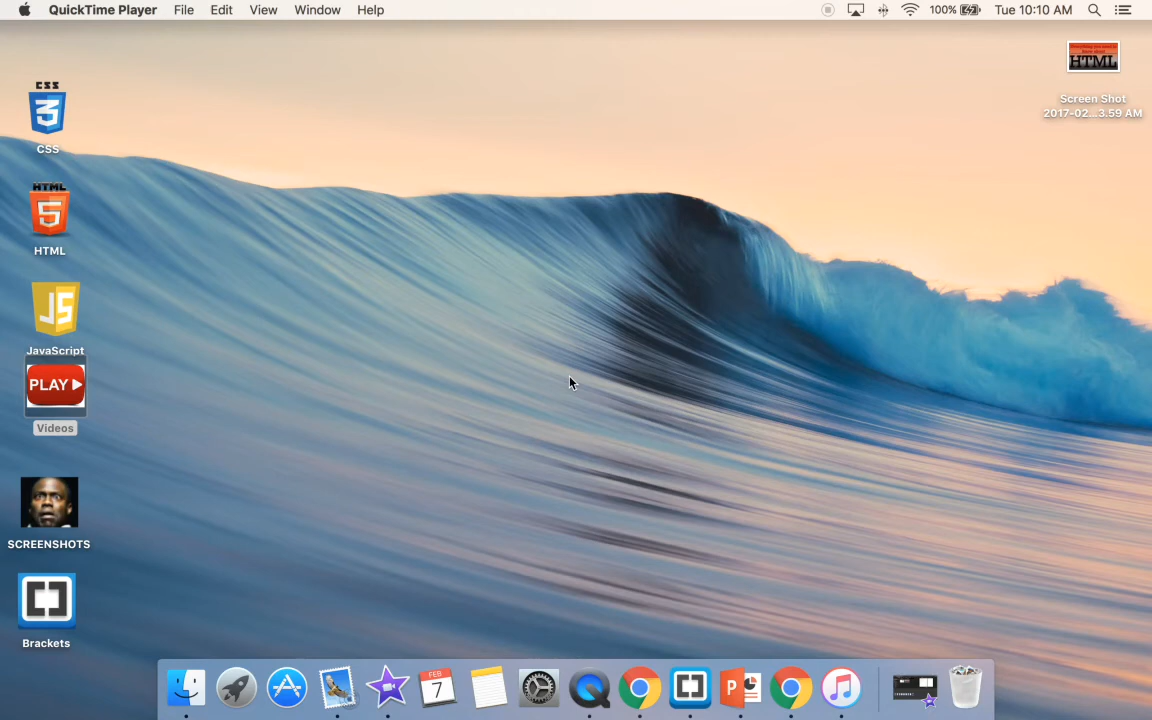 QuickTime Player File Edit View Window Help 100% Tue 10:10 AM
HTML
Screen Shot
2017-02...3.59 AM
CSS
3
CSS
HTML
5
HTML
JS
JavaScript
PLAY
Videos
SCREENSHOTS
Brackets
FEB
7
P